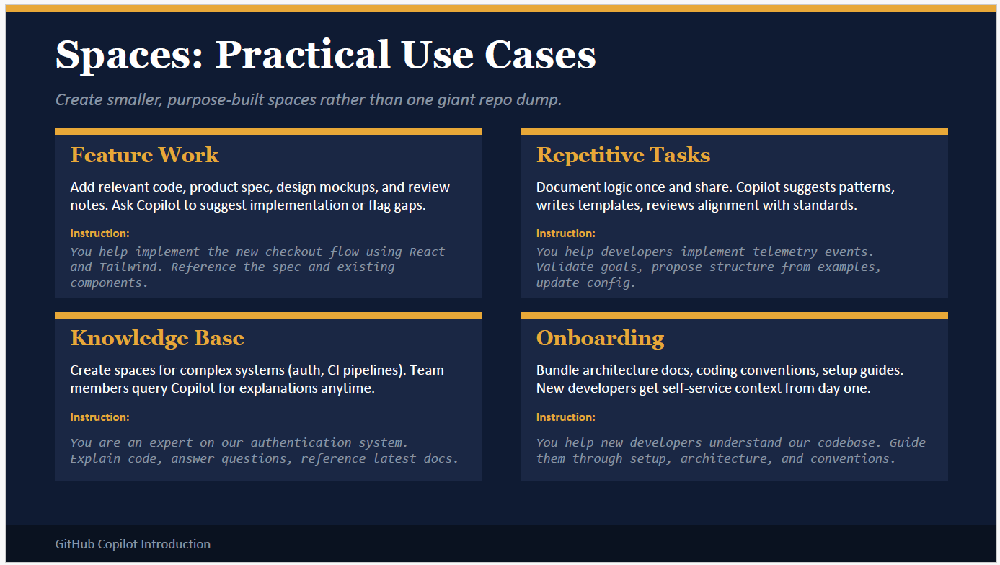 Spaces: Practical Use Cases
Create smaller, purpose-built spaces rather than one giant repo dump.
Feature Work
Add relevant code, product spec, design mockups, and review
notes. Ask Copilot to suggest implementation or flag gaps.
Instruction:
You help implement the new checkout flow using React
and Tailwind. Reference the spec and existing
components.
Repetitive Tasks
Document logic once and share. Copilot suggests patterns,
writes templates, reviews alignment with standards.
Instruction:
You help developers implement telemetry events.
Validate goals, propose structure from examples,
update config.
Knowledge Base
Create spaces for complex systems (auth, CI pipelines). Team
members query Copilot for explanations anytime.
Instruction:
You are an expert on our authentication system.
Explain code, answer questions, reference latest docs.
Onboarding
Bundle architecture docs, coding conventions, setup guides.
New developers get self-service context from day one.
Instruction:
You help new developers understand our codebase. Guide
them through setup, architecture, and conventions.
GitHub Copilot Introduction